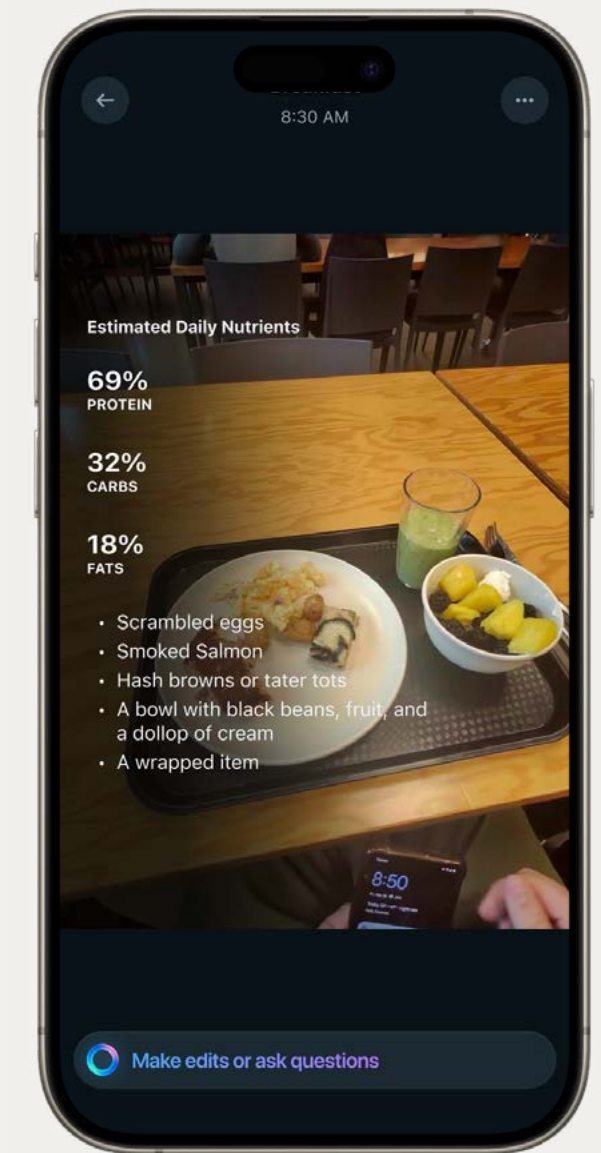 8:30 AM
Estimated Daily Nutrients
69%
PROTEIN
32%
CARBS
18%
FATS
• Scrambled eggs
• Smoked Salmon
• Hash browns or tater tots
• A bowl with black beans, fruit, and
a dollop of cream
• A wrapped item
8:50
Make edits or ask questions